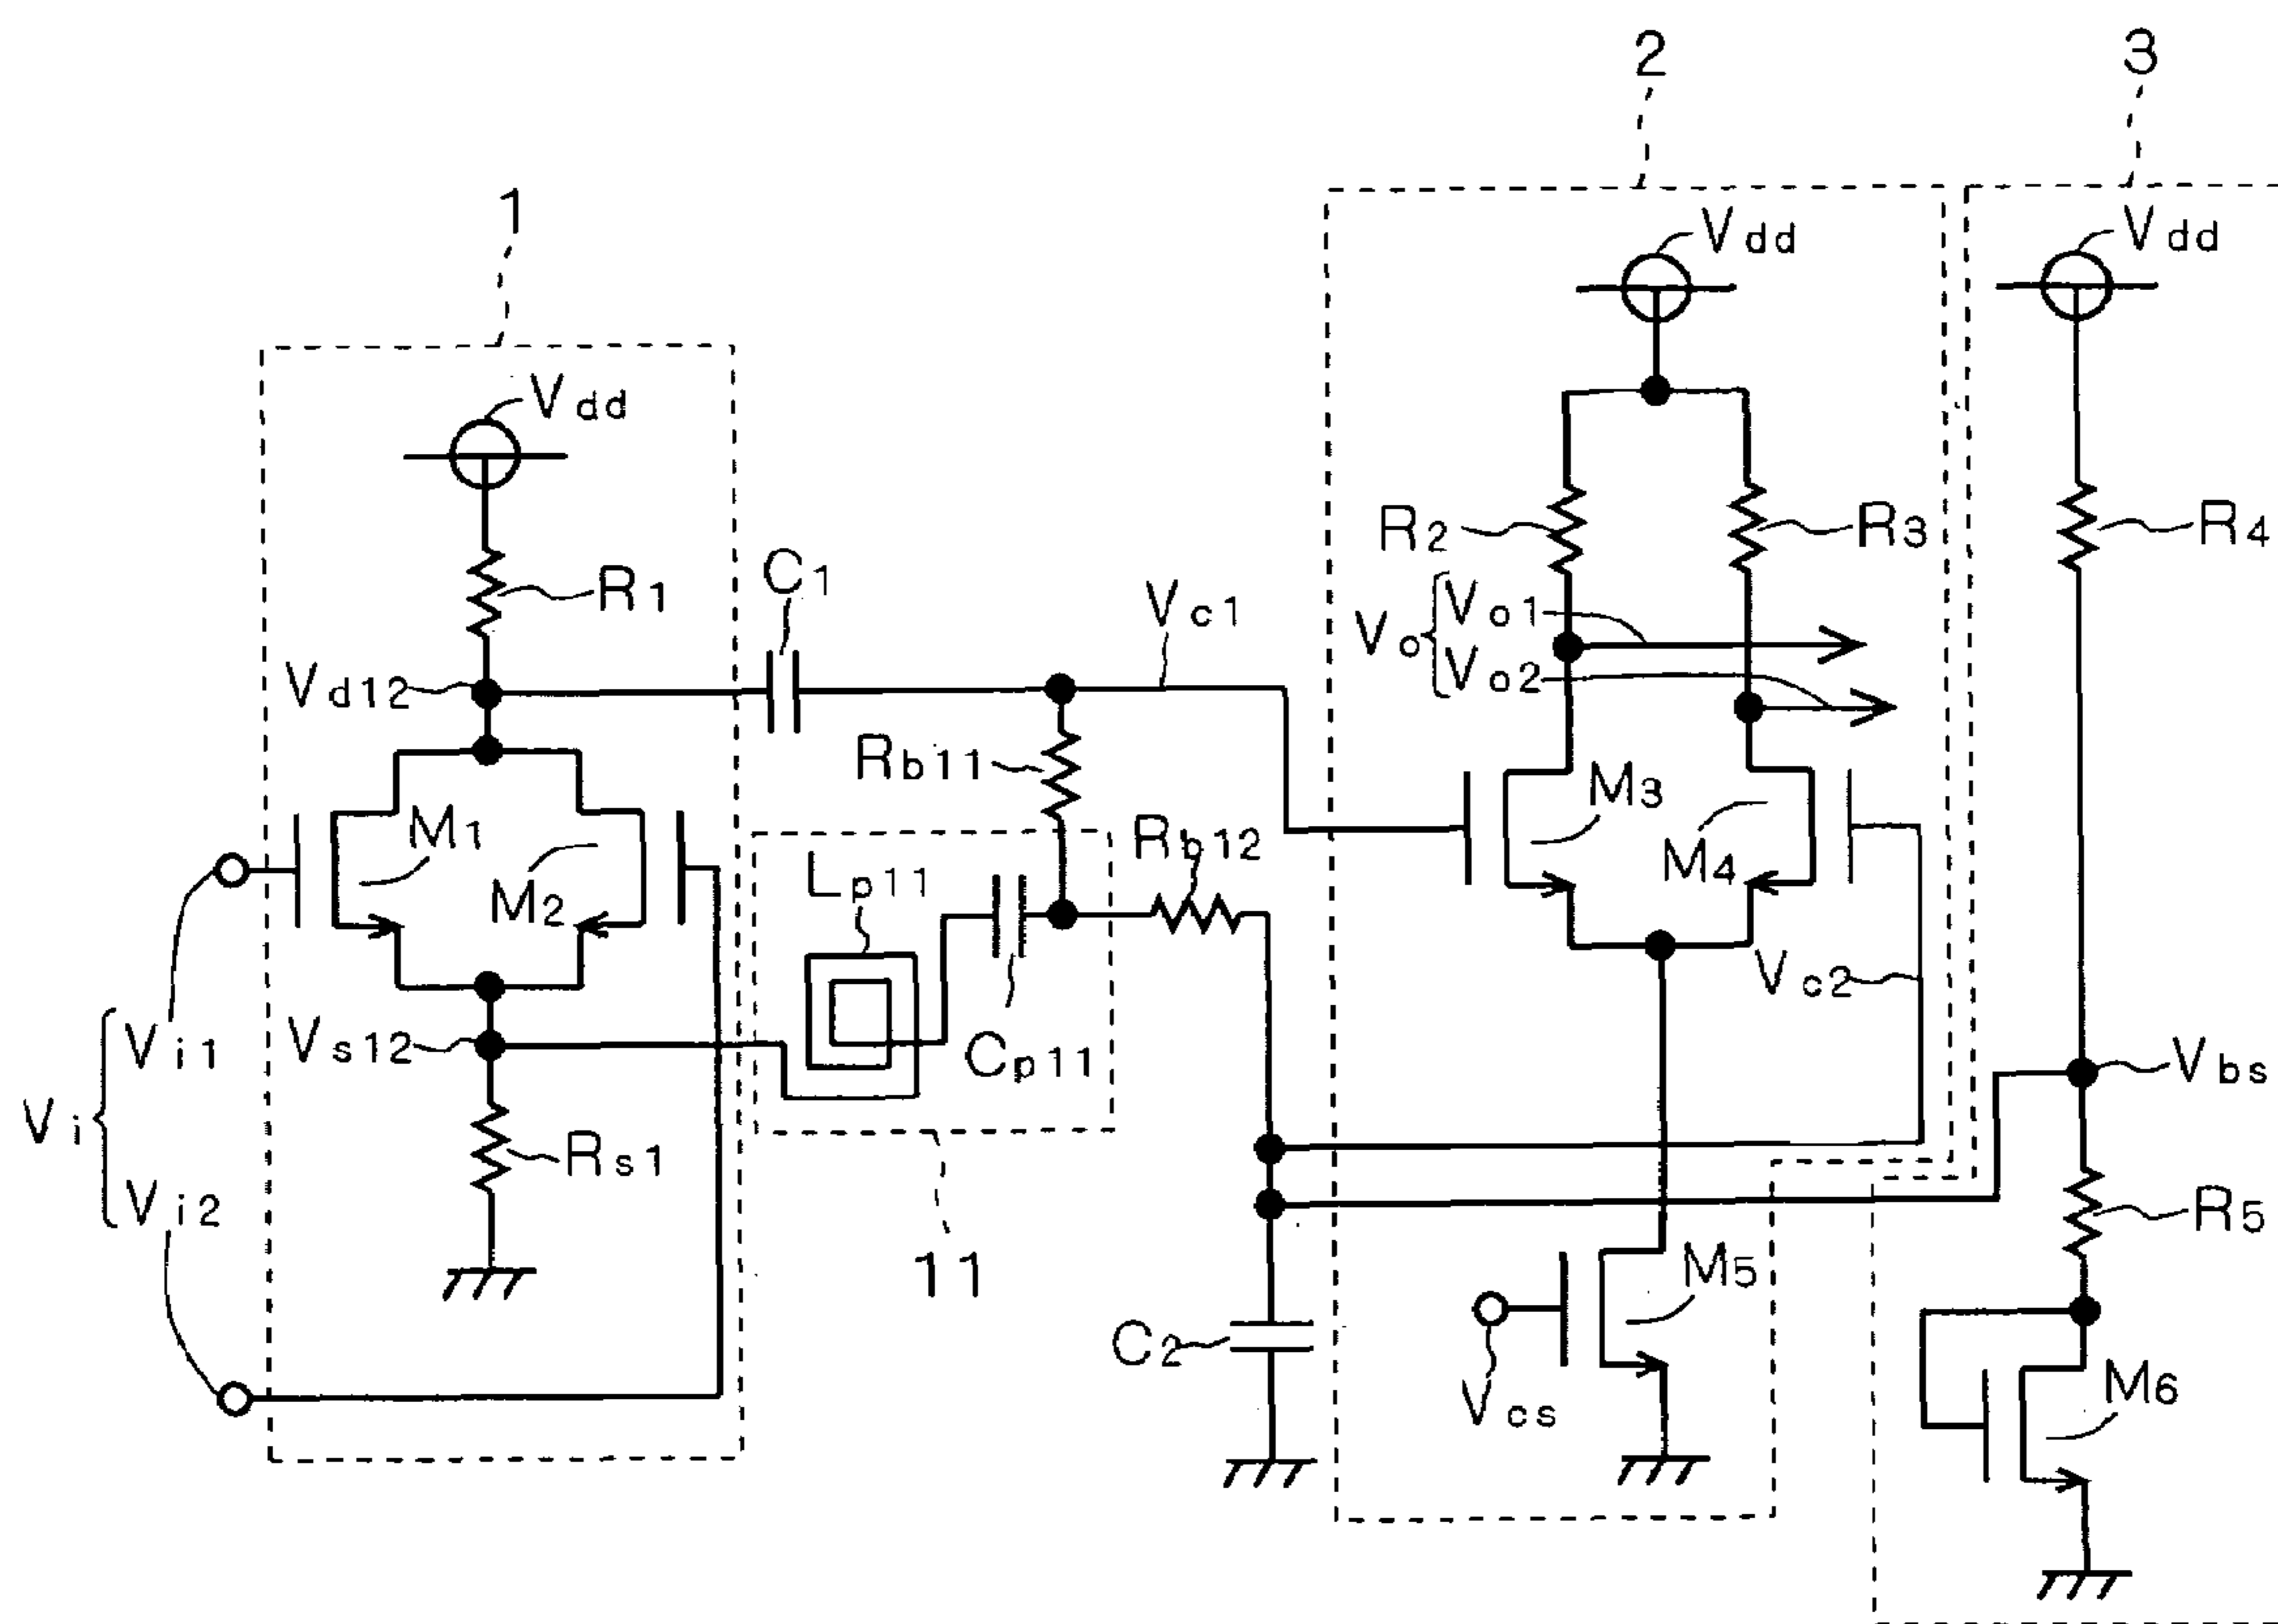 2
3
1
Vdd
Vdd
Vdd
R1
C1
Vc1
R2
R3
R4
Vo
Vo1
Vo2
Vd12
Rb11
M1
M2
Lp11
Rb12
M3
M4
Vc2
Vs12
Cp11
Vbs
Vi
Vi1
Vi2
Rs1
11
R5
M5
C2
Vcs
M6